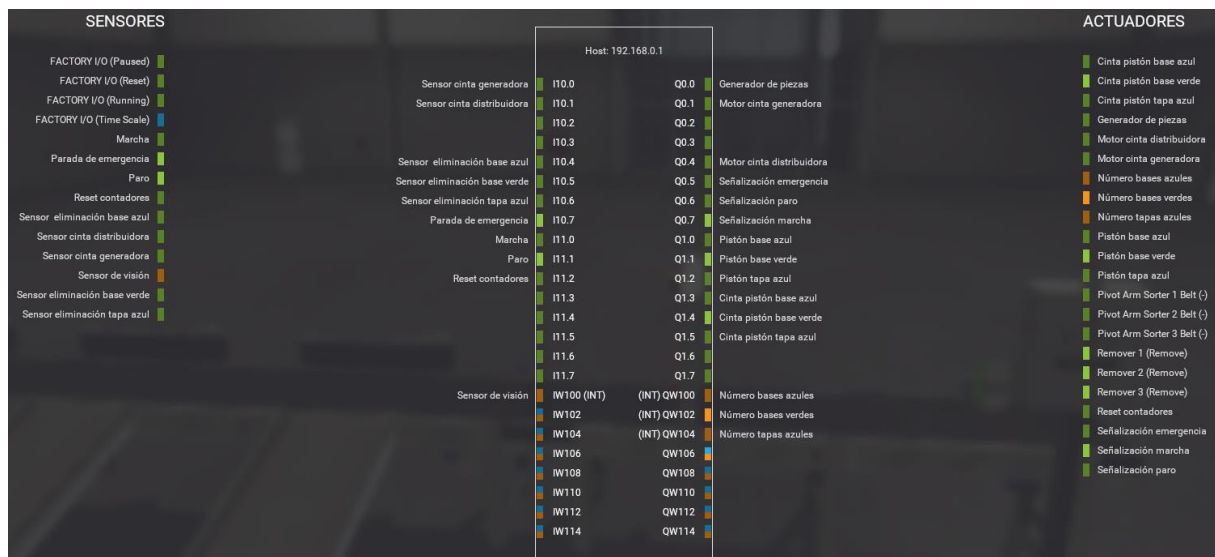 SENSORES
FACTORY I/O (Paused)
FACTORY I/O (Reset)
FACTORY I/O (Running)
FACTORY I/O (Time Scale)
Marcha
Parada de emergencia
Paro
Reset contadores
Sensor eliminación base azul
Sensor cinta distribuidora
Sensor cinta generadora
Sensor de visión
Sensor eliminación base verde
Sensor eliminación tapa azul
Host: 192.168.0.1
Sensor cinta generadora I10.0 Q0.0 Generador de piezas
Sensor cinta distribuidora I10.1 Q0.1 Motor cinta generadora
I10.2 Q0.2
I10.3 Q0.3
Sensor eliminación base azul I10.4 Q0.4 Motor cinta distribuidora
Sensor eliminación base verde I10.5 Q0.5 Señalización emergencia
Sensor eliminación tapa azul I10.6 Q0.6 Señalización paro
Parada de emergencia I10.7 Q0.7 Señalización marcha
Marcha I11.0 Q1.0 Pistón base azul
Paro I11.1 Q1.1 Pistón base verde
Reset contadores I11.2 Q1.2 Pistón tapa azul
I11.3 Q1.3 Cinta pistón base azul
I11.4 Q1.4 Cinta pistón base verde
I11.5 Q1.5 Cinta pistón tapa azul
I11.6 Q1.6
I11.7 Q1.7
Sensor de visión IW100 (INT) (INT) QW100 Número bases azules
IW102 (INT) QW102 Número bases verdes
IW104 (INT) QW104 Número tapas azules
IW106 QW106
IW108 QW108
IW110 QW110
IW112 QW112
IW114 QW114
ACTUADORES
Cinta pistón base azul
Cinta pistón base verde
Cinta pistón tapa azul
Generador de piezas
Motor cinta distribuidora
Motor cinta generadora
Número bases azules
Número bases verdes
Número tapas azules
Pistón base azul
Pistón base verde
Pistón tapa azul
Pivot Arm Sorter 1 Belt (-)
Pivot Arm Sorter 2 Belt (-)
Pivot Arm Sorter 3 Belt (-)
Remover 1 (Remove)
Remover 2 (Remove)
Remover 3 (Remove)
Reset contadores
Señalización emergencia
Señalización marcha
Señalización paro